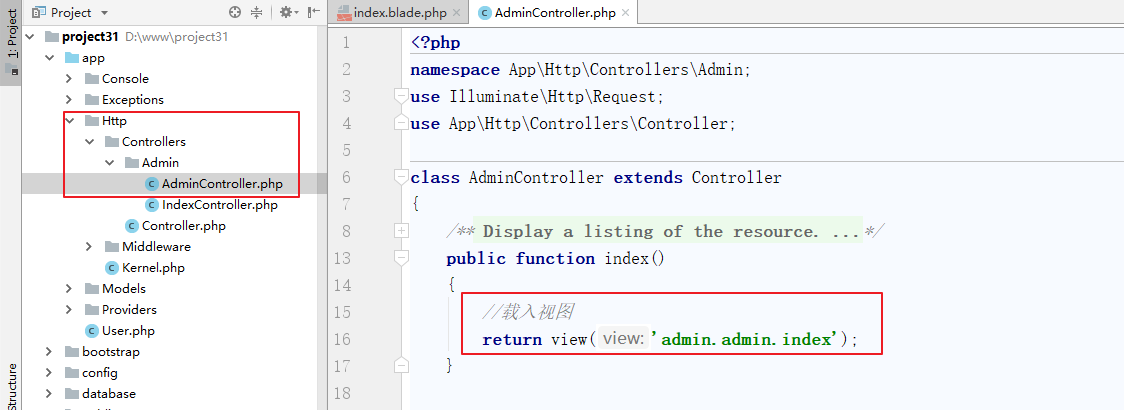 1: Project
Structure
Project
project31 D:\www\project31
app
Console
Exceptions
Http
Controllers
Admin
AdminController.php
IndexController.php
Controller.php
Middleware
Kernel.php
Models
Providers
User.php
bootstrap
config
database
index.blade.php
AdminController.php
1 <?php
2 namespace App\Http\Controllers\Admin;
3 use Illuminate\Http\Request;
4 use App\Http\Controllers\Controller;
5
6 class AdminController extends Controller
7 {
8 /** Display a listing of the resource. ...*/
13 public function index()
14 {
15 //载入视图
16 return view( view: 'admin.admin.index');
17 }
18